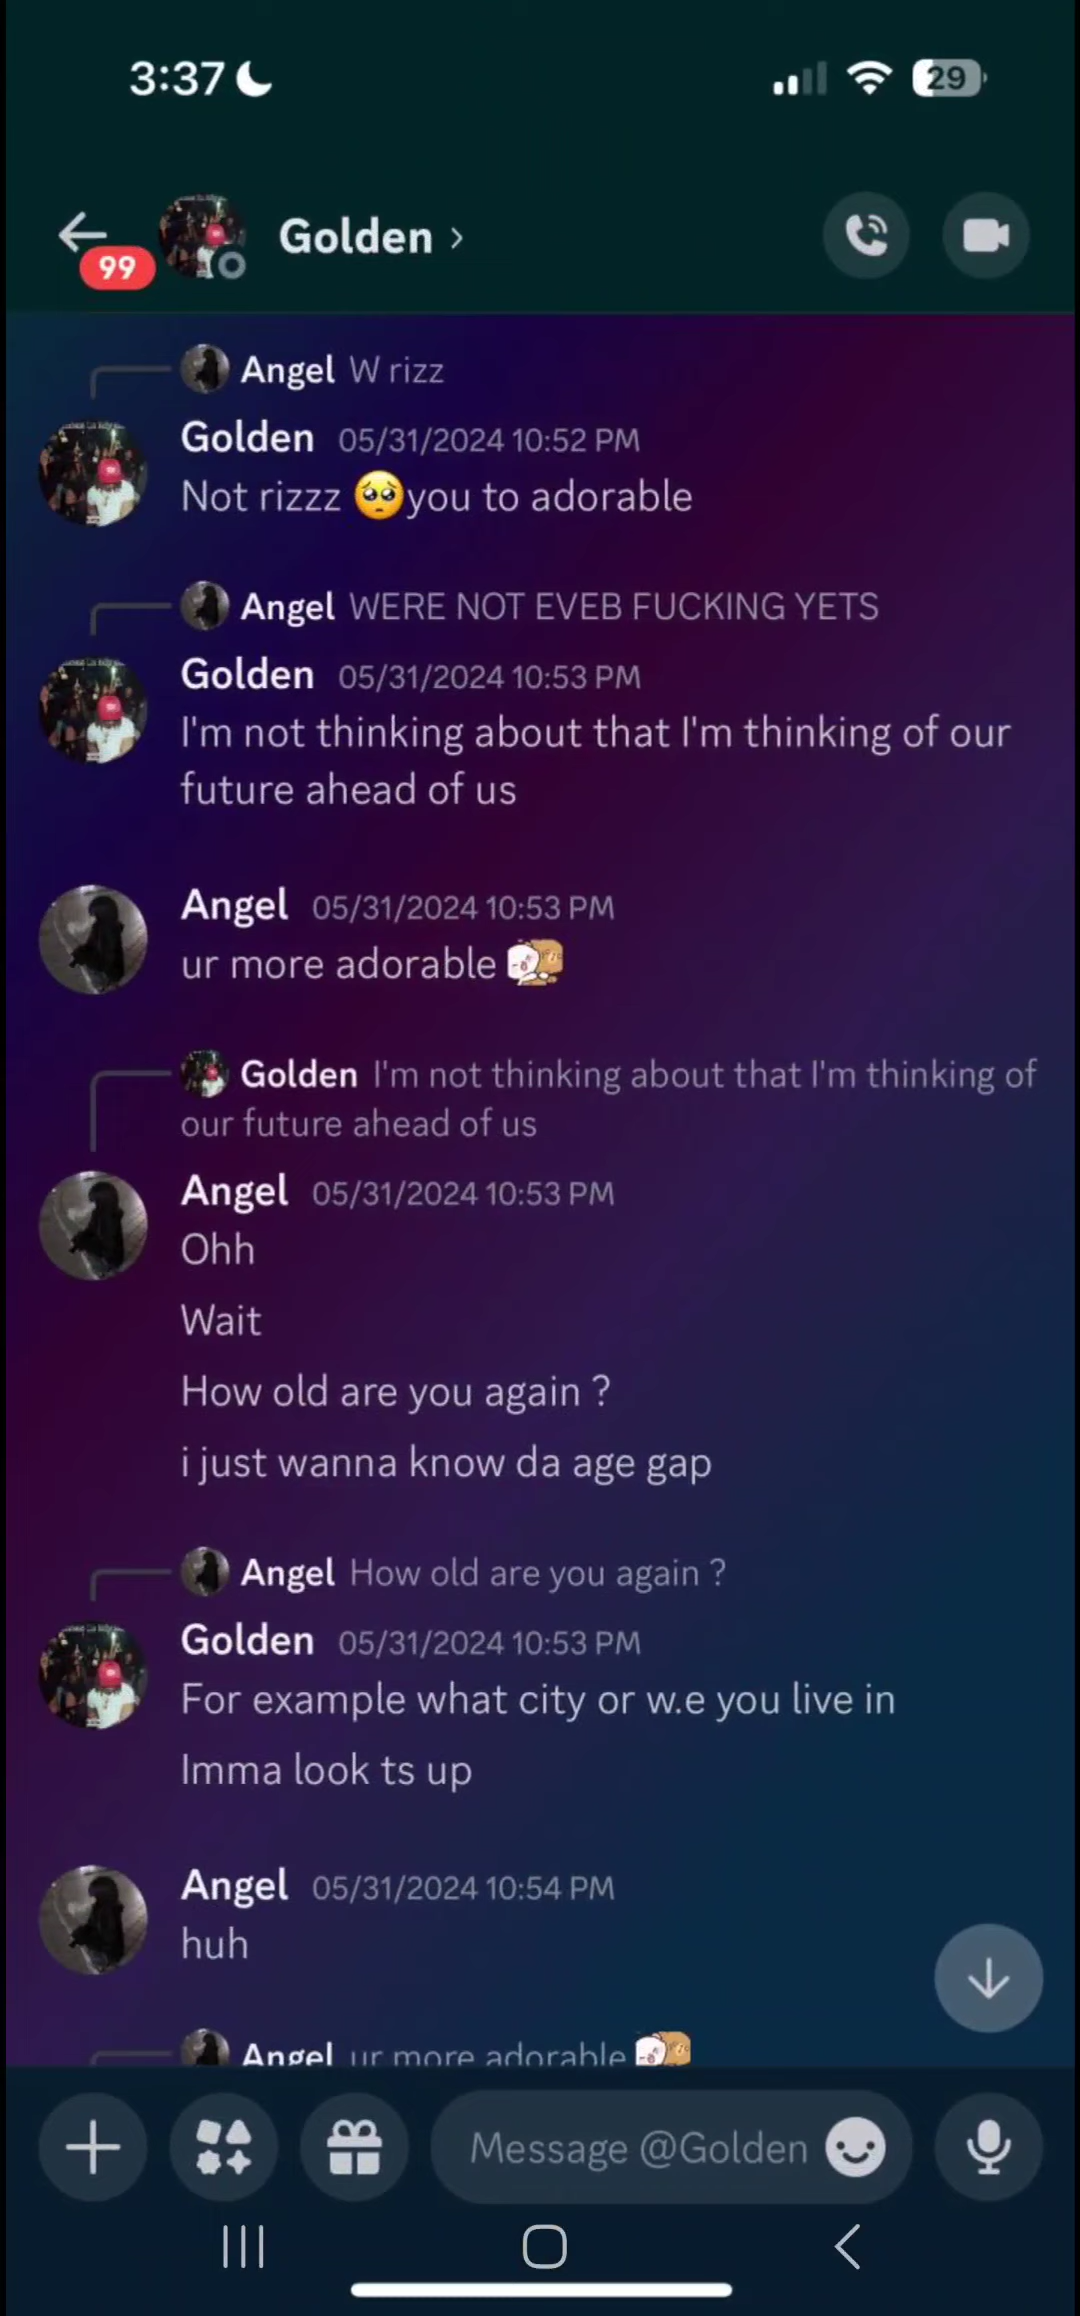 3:37
29
99
Golden
Angel W rizz
Golden 05/31/2024 10:52 PM
Not rizzz 🥺you to adorable
Angel WERE NOT EVEB FUCKING YETS
Golden 05/31/2024 10:53 PM
I'm not thinking about that I'm thinking of our
future ahead of us
Angel 05/31/2024 10:53 PM
ur more adorable
Golden I'm not thinking about that I'm thinking of
our future ahead of us
Angel 05/31/2024 10:53 PM
Ohh
Wait
How old are you again ?
i just wanna know da age gap
Angel How old are you again ?
Golden 05/31/2024 10:53 PM
For example what city or w.e you live in
Imma look ts up
Angel 05/31/2024 10:54 PM
huh
Angel ur more adorable
Message @Golden